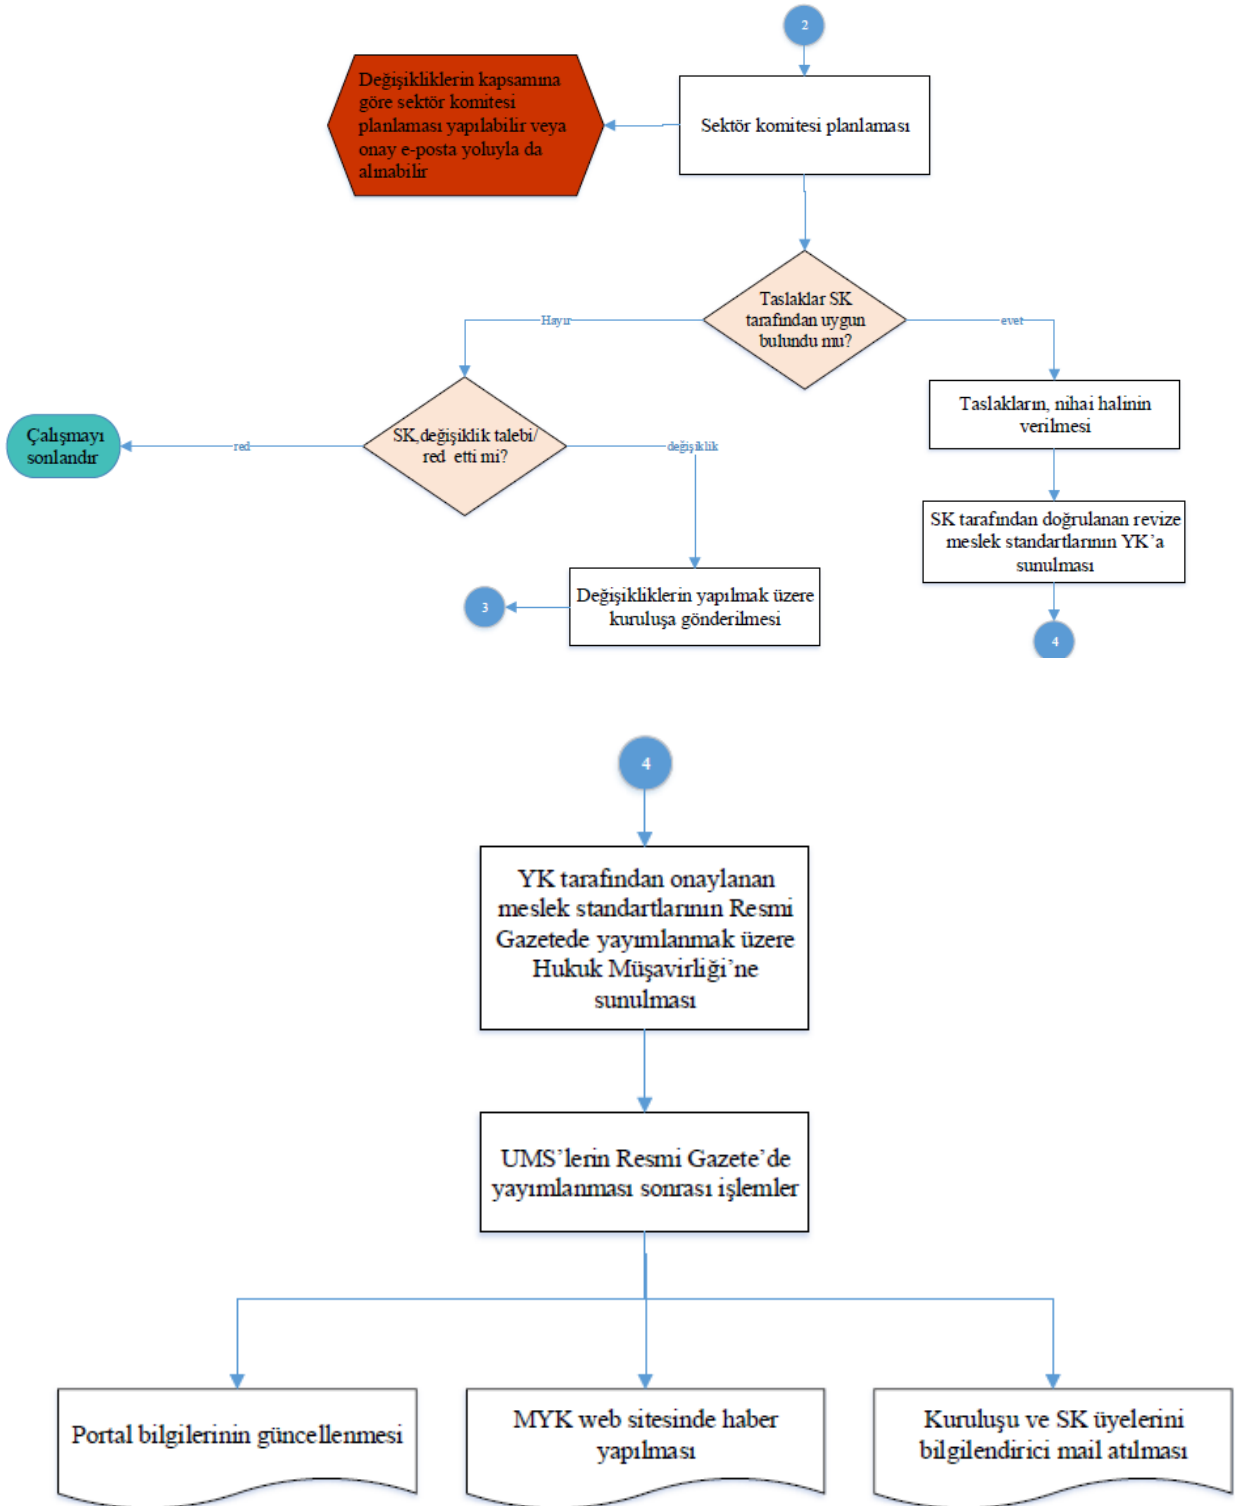 2
Değişikliklerin kapsamına
göre sektör komitesi
planlaması yapılabilir veya
onay e-posta yoluyla da
alınabilir
Sektör komitesi planlaması
Taslaklar SK
tarafından uygun
bulundu mu?
Hayır
evet
Taslakların, nihai halinin
verilmesi
SK,değişiklik talebi/
red etti mi?
red
değişiklik
Çalışmayı
sonlandır
SK tarafından doğrulanan revize
meslek standartlarının YK’a
sunulması
Değişikliklerin yapılmak üzere
kuruluşa gönderilmesi
3
4
4
YK tarafından onaylanan
meslek standartlarının Resmi
Gazetede yayımlanmak üzere
Hukuk Müşavirliği’ne
sunulması
UMS’lerin Resmi Gazete’de
yayımlanması sonrası işlemler
Portal bilgilerinin güncellenmesi
MYK web sitesinde haber
yapılması
Kuruluşu ve SK üyelerini
bilgilendirici mail atılması